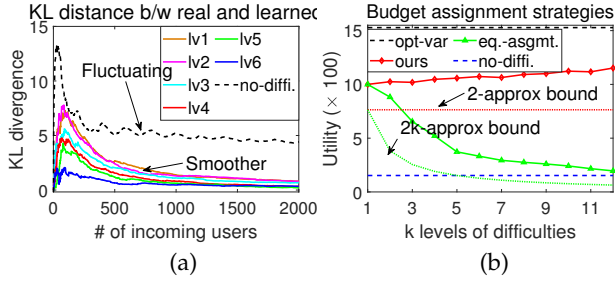 KL distance b/w real and learned
KL divergence
15
10
5
0
0
500
1000
1500
2000
# of incoming users
Fluctuating
Smoother
lv1
lv2
lv3
lv4
lv5
lv6
no-diffi.
(a)
Budget assignment strategies
Utility (× 100)
15
10
5
0
1
3
5
7
9
11
k levels of difficulties
opt-var
ours
eq.-asgmt.
no-diffi.
2-approx bound
2k-approx bound
(b)